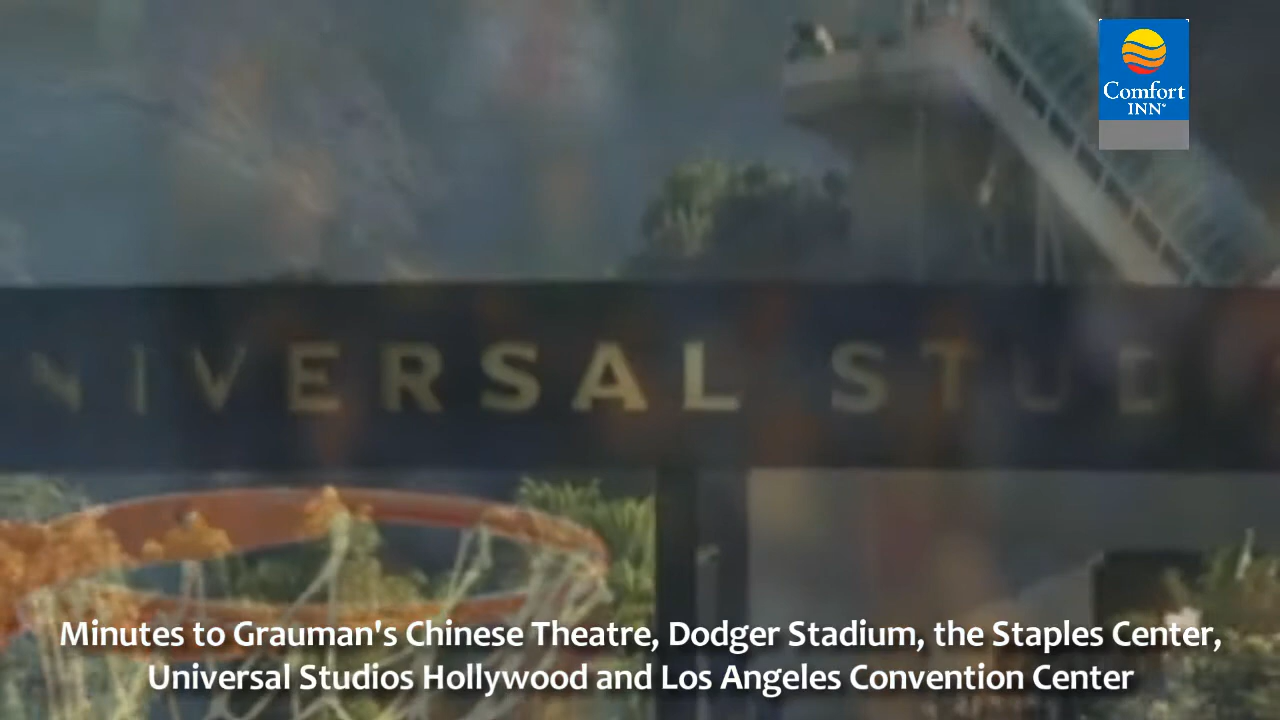 Comfort
INN
NIVERSAL STUD
Minutes to Grauman's Chinese Theatre, Dodger Stadium, the Staples Center,
Universal Studios Hollywood and Los Angeles Convention Center